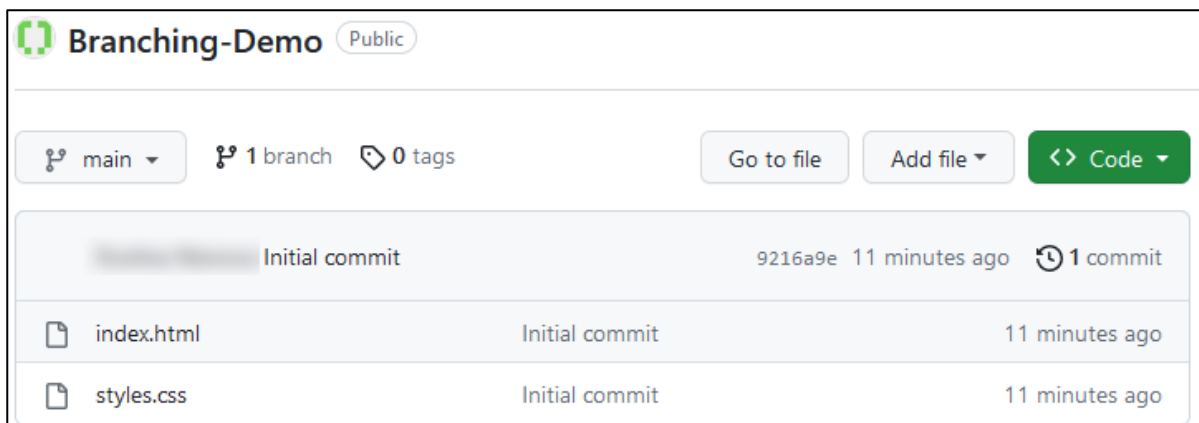 Branching-Demo Public
main 1 branch 0 tags Go to file Add file <> Code
Initial commit 9216a9e 11 minutes ago 1 commit
index.html Initial commit 11 minutes ago
styles.css Initial commit 11 minutes ago